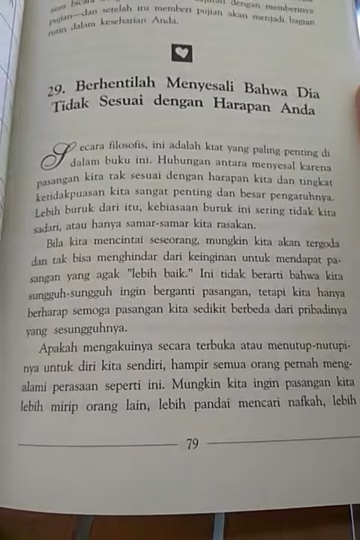 pujian—dan setelah itu memberi pujian akan menjadi bagian
rutin dalam keseharian Anda.
29. Berhentilah Menyesali Bahwa Dia
Tidak Sesuai dengan Harapan Anda
Secara filosofis, ini adalah kiat yang paling penting di
dalam buku ini. Hubungan antara menyesal karena
pasangan kita tak sesuai dengan harapan kita dan tingkat
ketidakpuasan kita sangat penting dan besar pengaruhnya.
Lebih buruk dari itu, kebiasaan buruk ini sering tidak kita
sadari, atau hanya samar-samar kita rasakan.
Bila kita mencintai seseorang, mungkin kita akan tergoda
dan tak bisa menghindar dari keinginan untuk mendapat pa-
sangan yang agak "lebih baik." Ini tidak berarti bahwa kita
sungguh-sungguh ingin berganti pasangan, tetapi kita hanya
berharap semoga pasangan kita sedikit berbeda dari pribadinya
yang sesungguhnya.
Apakah mengakuinya secara terbuka atau menutup-nutupi-
nya untuk diri kita sendiri, hampir semua orang pernah meng-
alami perasaan seperti ini. Mungkin kita ingin pasangan kita
lebih mirip orang lain, lebih pandai mencari nafkah, lebih
79